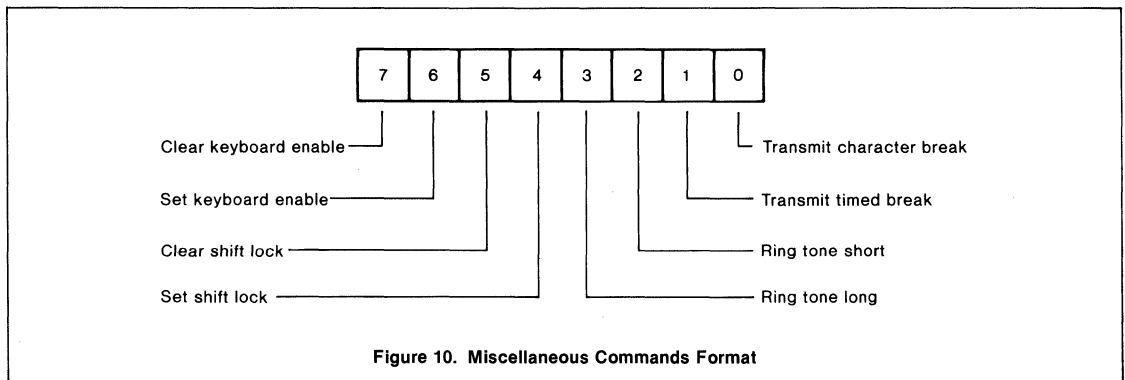 7 6 5 4 3 2 1 0
Clear keyboard enable Transmit character break
Set keyboard enable Transmit timed break
Clear shift lock Ring tone short
Set shift lock Ring tone long
Figure 10. Miscellaneous Commands Format